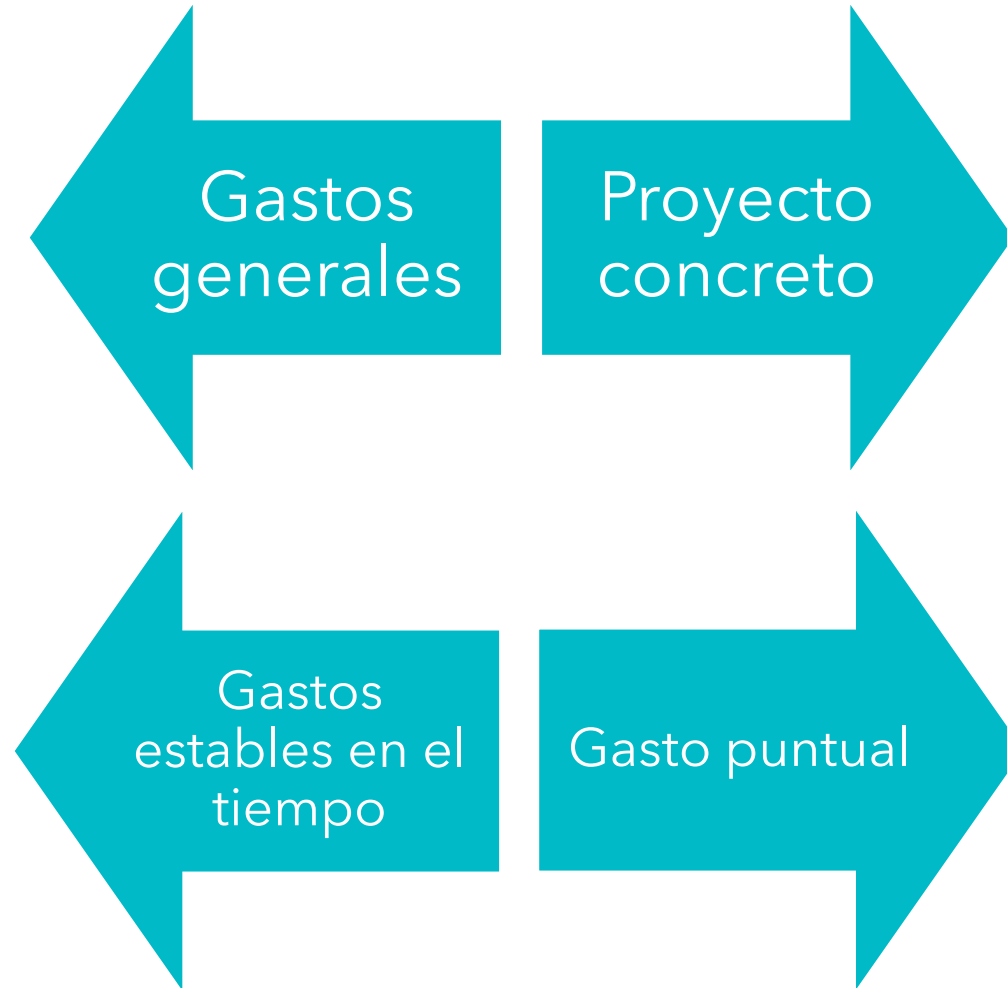 Gastos
generales
Proyecto
concreto
Gastos
estables en el
tiempo
Gasto puntual